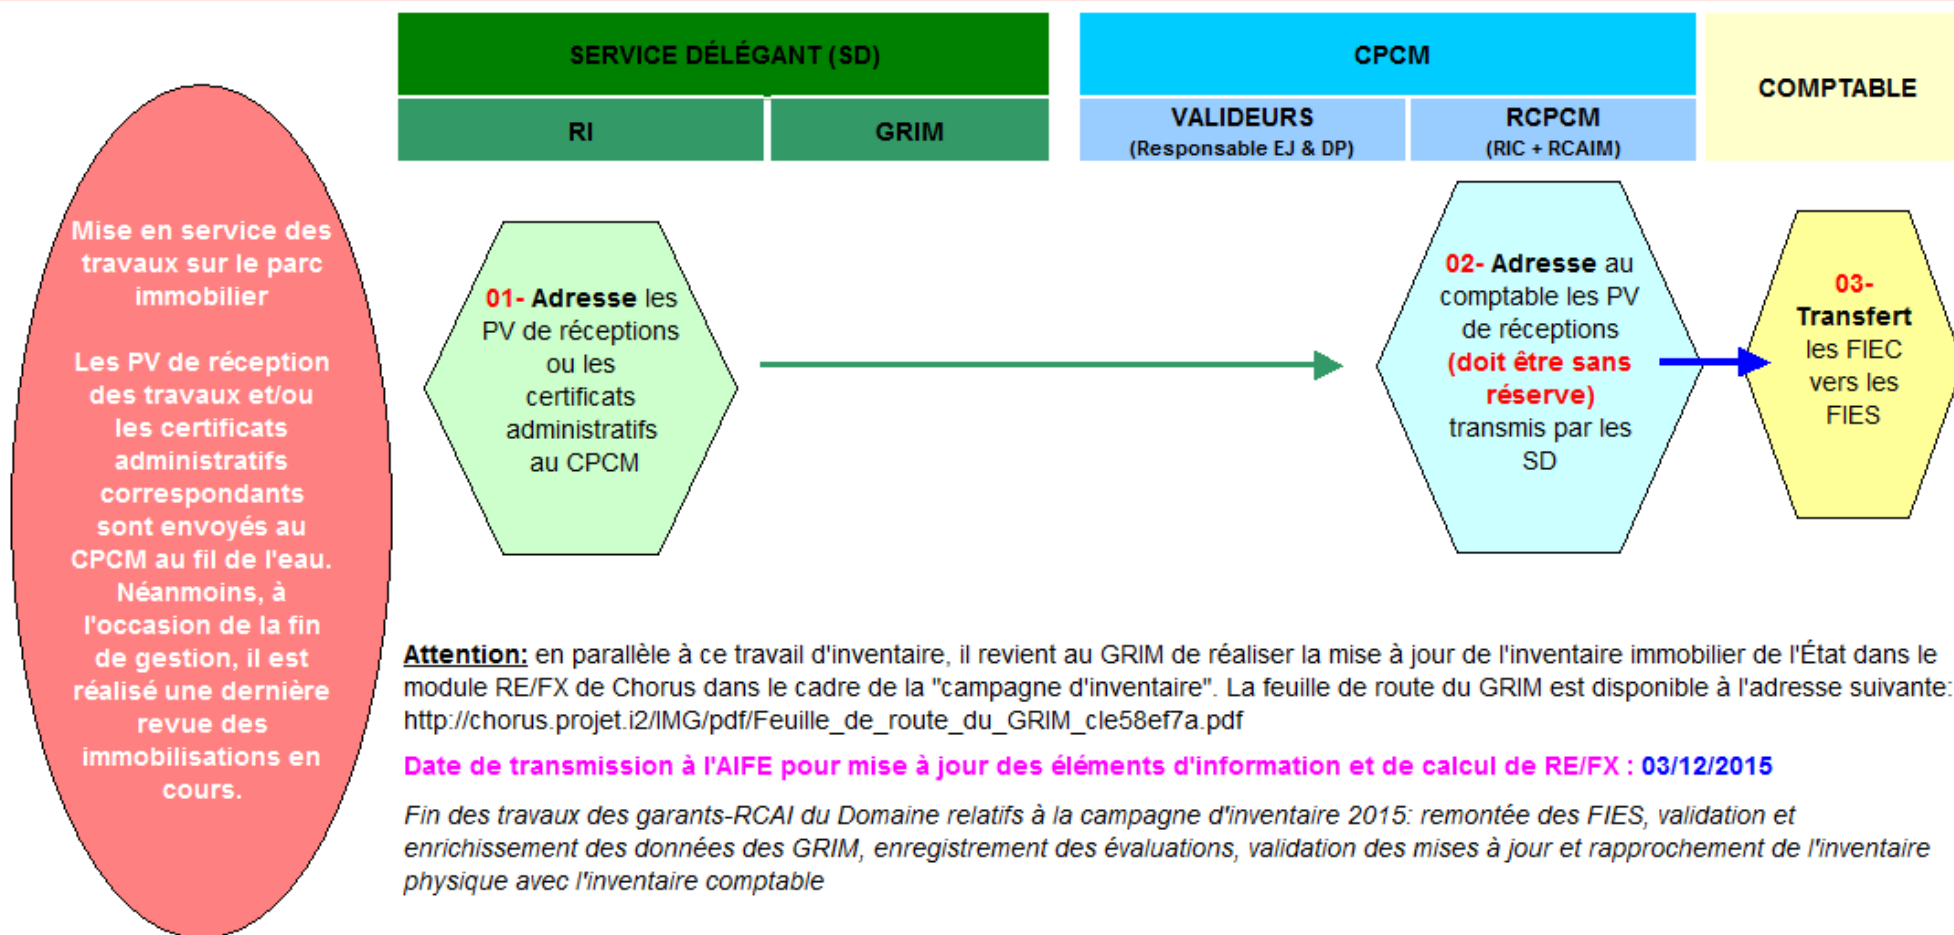 SERVICE DÉLÉGANT (SD)
CPCM
COMPTABLE
RI
GRIM
VALIDEURS
(Responsable EJ & DP)
RCPCM
(RIC + RCAIM)
Mise en service des
travaux sur le parc
immobilier
Les PV de réception
des travaux et/ou
les certificats
administratifs
correspondants
sont envoyés au
CPCM au fil de l'eau.
Néanmoins, à
l'occasion de la fin
de gestion, il est
réalisé une dernière
revue des
immobilisations en
cours.
01- Adresse les
PV de réceptions
ou les
certificats
administratifs
au CPCM
02- Adresse au
comptable les PV
de réceptions
(doit être sans
réserve)
transmis par les
SD
03-
Transfert
les FIEC
vers les
FIES
Attention: en parallèle à ce travail d'inventaire, il revient au GRIM de réaliser la mise à jour de l'inventaire immobilier de l'État dans le
module RE/FX de Chorus dans le cadre de la "campagne d'inventaire". La feuille de route du GRIM est disponible à l'adresse suivante:
http://chorus.projet.i2/IMG/pdf/Feuille_de_route_du_GRIM_cle58ef7a.pdf
Date de transmission à l'AIFE pour mise à jour des éléments d'information et de calcul de RE/FX : 03/12/2015
Fin des travaux des garants-RCAI du Domaine relatifs à la campagne d'inventaire 2015: remontée des FIES, validation et
enrichissement des données des GRIM, enregistrement des évaluations, validation des mises à jour et rapprochement de l'inventaire
physique avec l'inventaire comptable